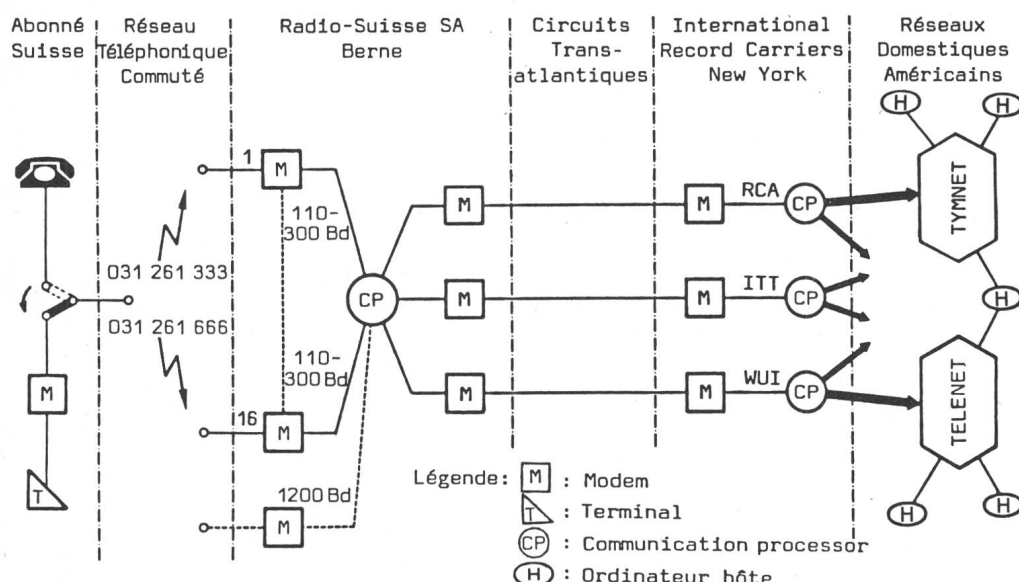 Abonné
Suisse
Réseau
Téléphonique
Commuté
Radio-Suisse SA
Berne
Circuits
Trans-
atlantiques
International
Record Carriers
New York
Réseaux
Domestiques
Américains
H
H
1
M
110-
300 Bd
M
M
RCA
CP
TYMNET
031 261 333
CP
M
M
ITT
CP
H
031 261 666
110-
300 Bd
M
16
M
M
M
WUI
CP
TELENET
T
1200 Bd
M
H
H
Légende:
M : Modem
T : Terminal
CP : Communication processor
H : Ordinateur hôte